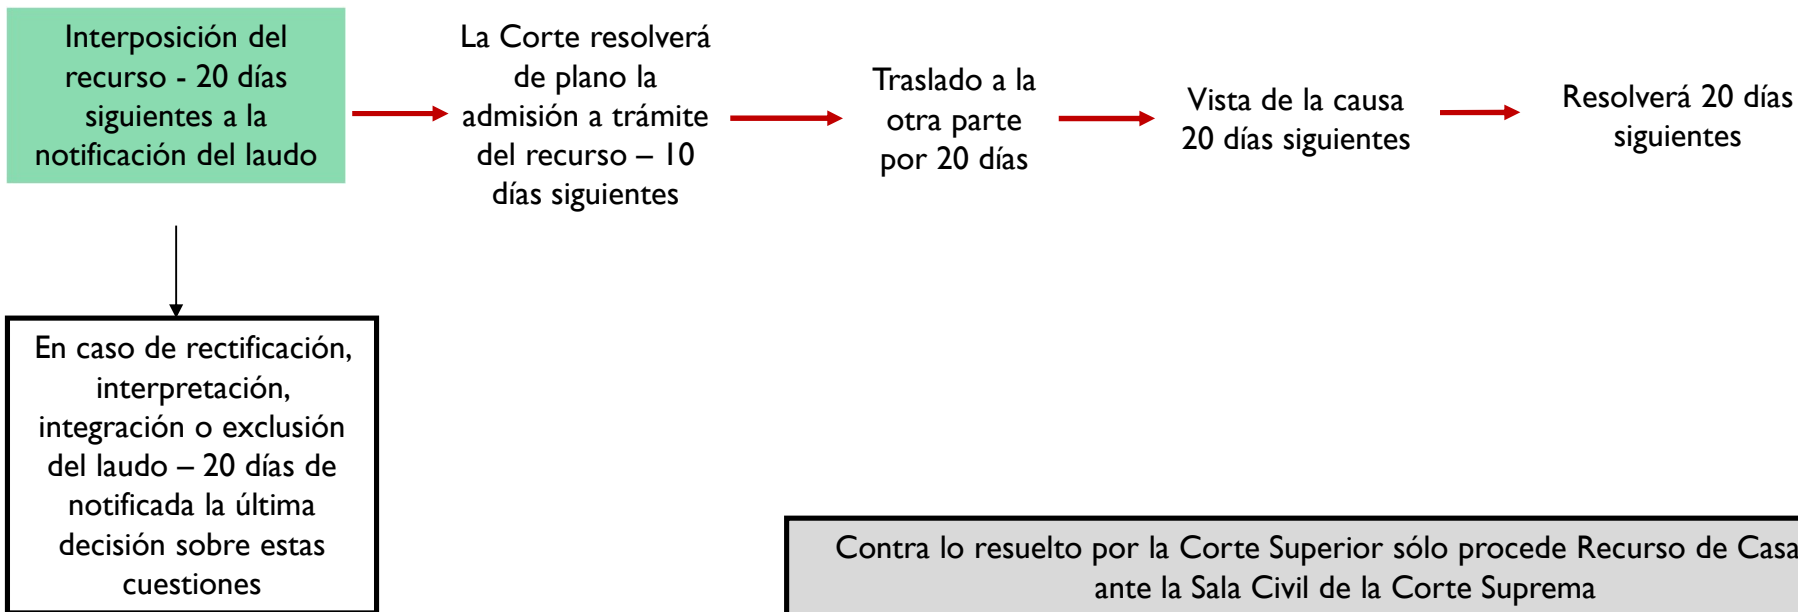 Interposición del
recurso - 20 días
siguientes a la
notificación del laudo
La Corte resolverá
de plano la
admisión a trámite
del recurso – 10
días siguientes
Traslado a la
otra parte
por 20 días
Vista de la causa
20 días siguientes
Resolverá 20 días
siguientes
En caso de rectificación,
interpretación,
integración o exclusión
del laudo – 20 días de
notificada la última
decisión sobre estas
cuestiones
Contra lo resuelto por la Corte Superior sólo procede Recurso de Casa
ante la Sala Civil de la Corte Suprema